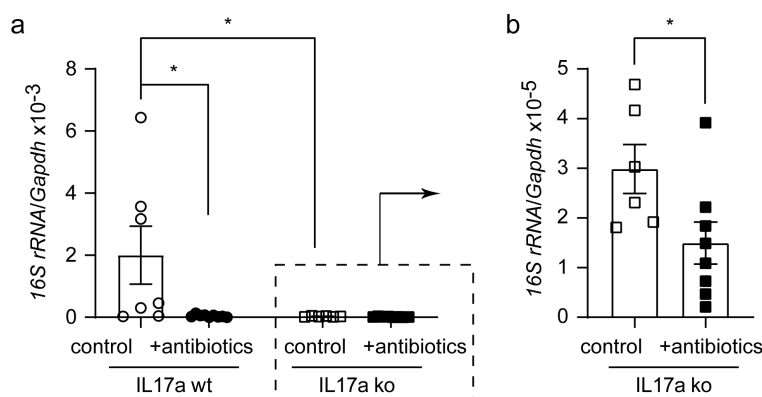 a
b
*
*
*
16S rRNA/Gapdh x10-3
8
6
4
2
0
control
+antibiotics
control
+antibiotics
IL17a wt
IL17a ko
16S rRNA/Gapdh x10-5
5
4
3
2
1
0
control
+antibiotics
IL17a ko